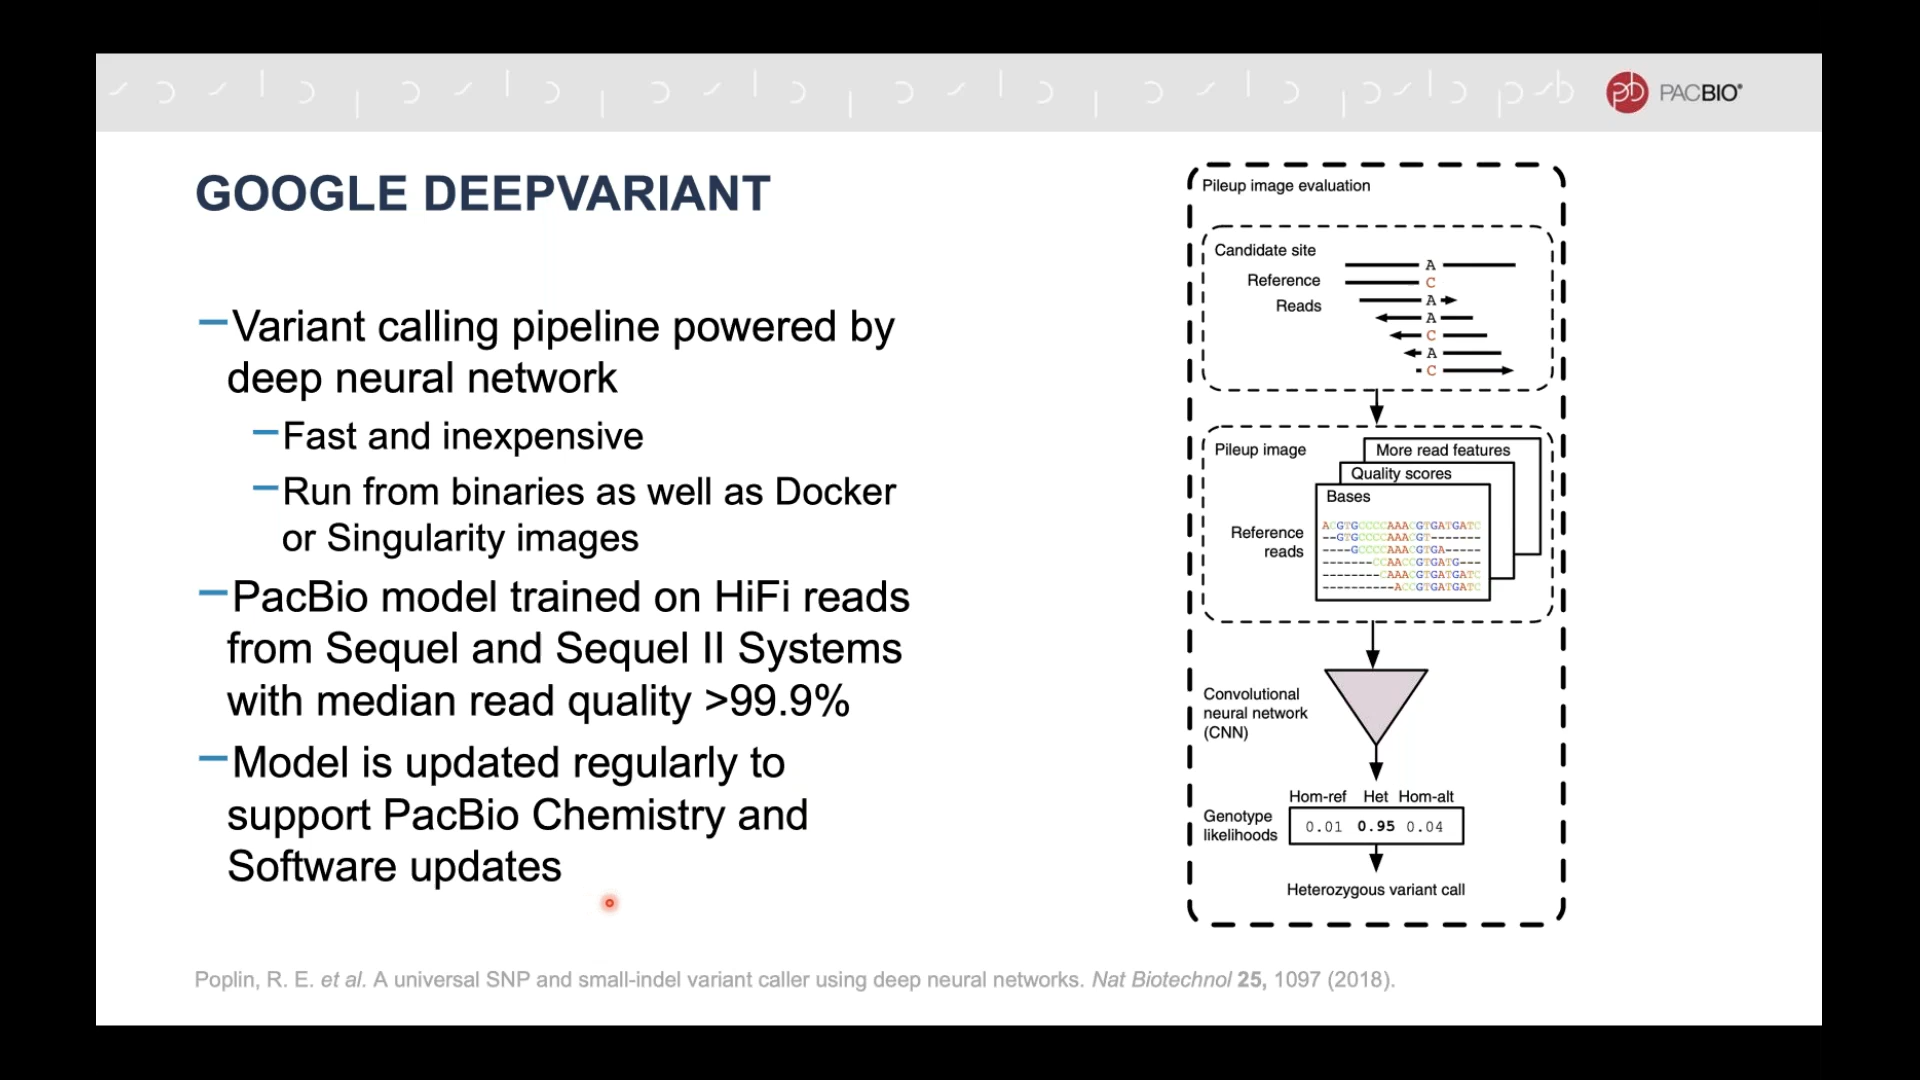 PACBIO®
GOOGLE DEEPVARIANT
–Variant calling pipeline powered by
deep neural network
–Fast and inexpensive
–Run from binaries as well as Docker
or Singularity images
–PacBio model trained on HiFi reads
from Sequel and Sequel II Systems
with median read quality >99.9%
–Model is updated regularly to
support PacBio Chemistry and
Software updates
Pileup image evaluation
Candidate site
Reference
Reads
A
C
A
A
C
A
C
Pileup image
More read features
Quality scores
Bases
Reference
reads
ACGTGCCCCAAACGTGATGATC
--GTGCCCCAAACGT-------
----GCCCCAAACGTGA-----
-------CCAACGTGATG---
--------CAAACGTGATGATC
----------ACCGTGATGATC
Convolutional
neural network
(CNN)
Hom-ref Het Hom-alt
Genotype
likelihoods
0.01 0.95 0.04
Heterozygous variant call
Poplin, R. E. et al. A universal SNP and small-indel variant caller using deep neural networks. Nat Biotechnol 25, 1097 (2018).